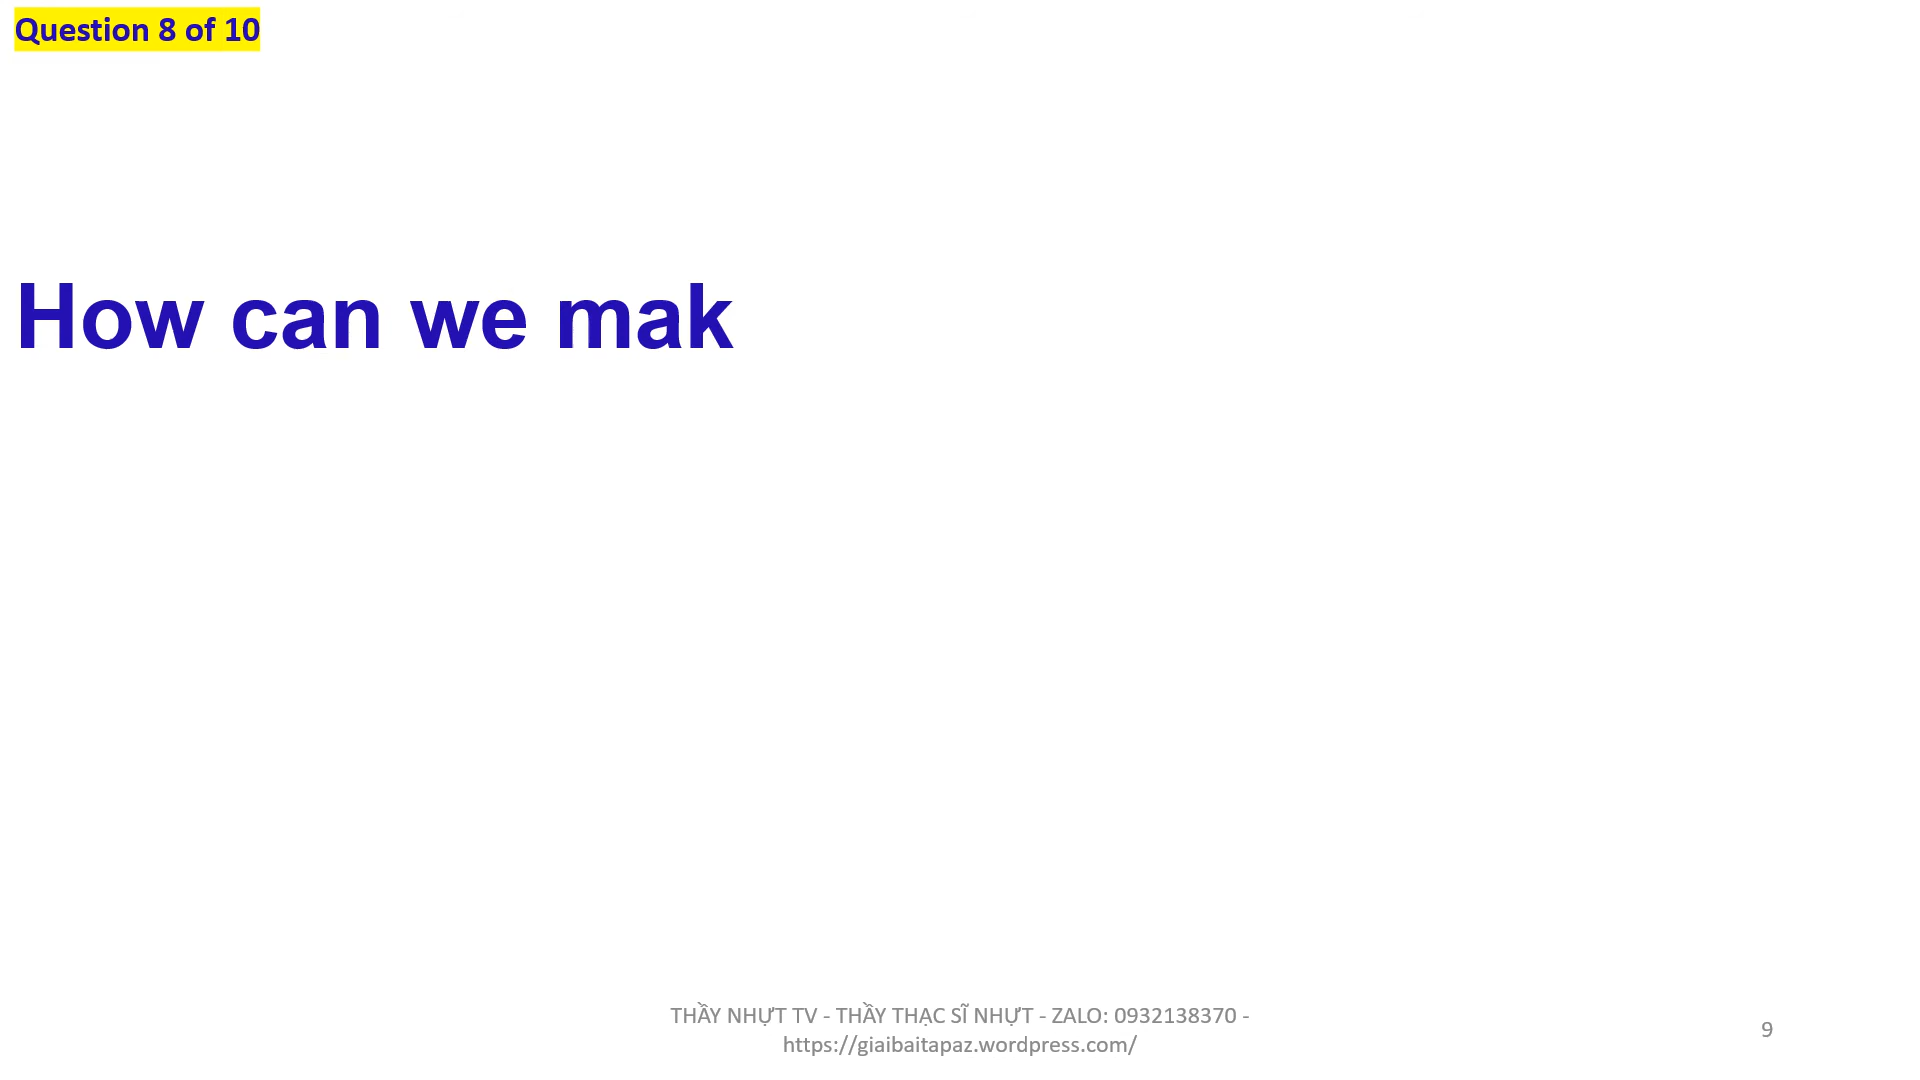 Question 8 of 10
How can we mak
THẦY NHỰT TV - THẦY THẠC SĨ NHỰT - ZALO: 0932138370 -
https://giaibaitapaz.wordpress.com/
9